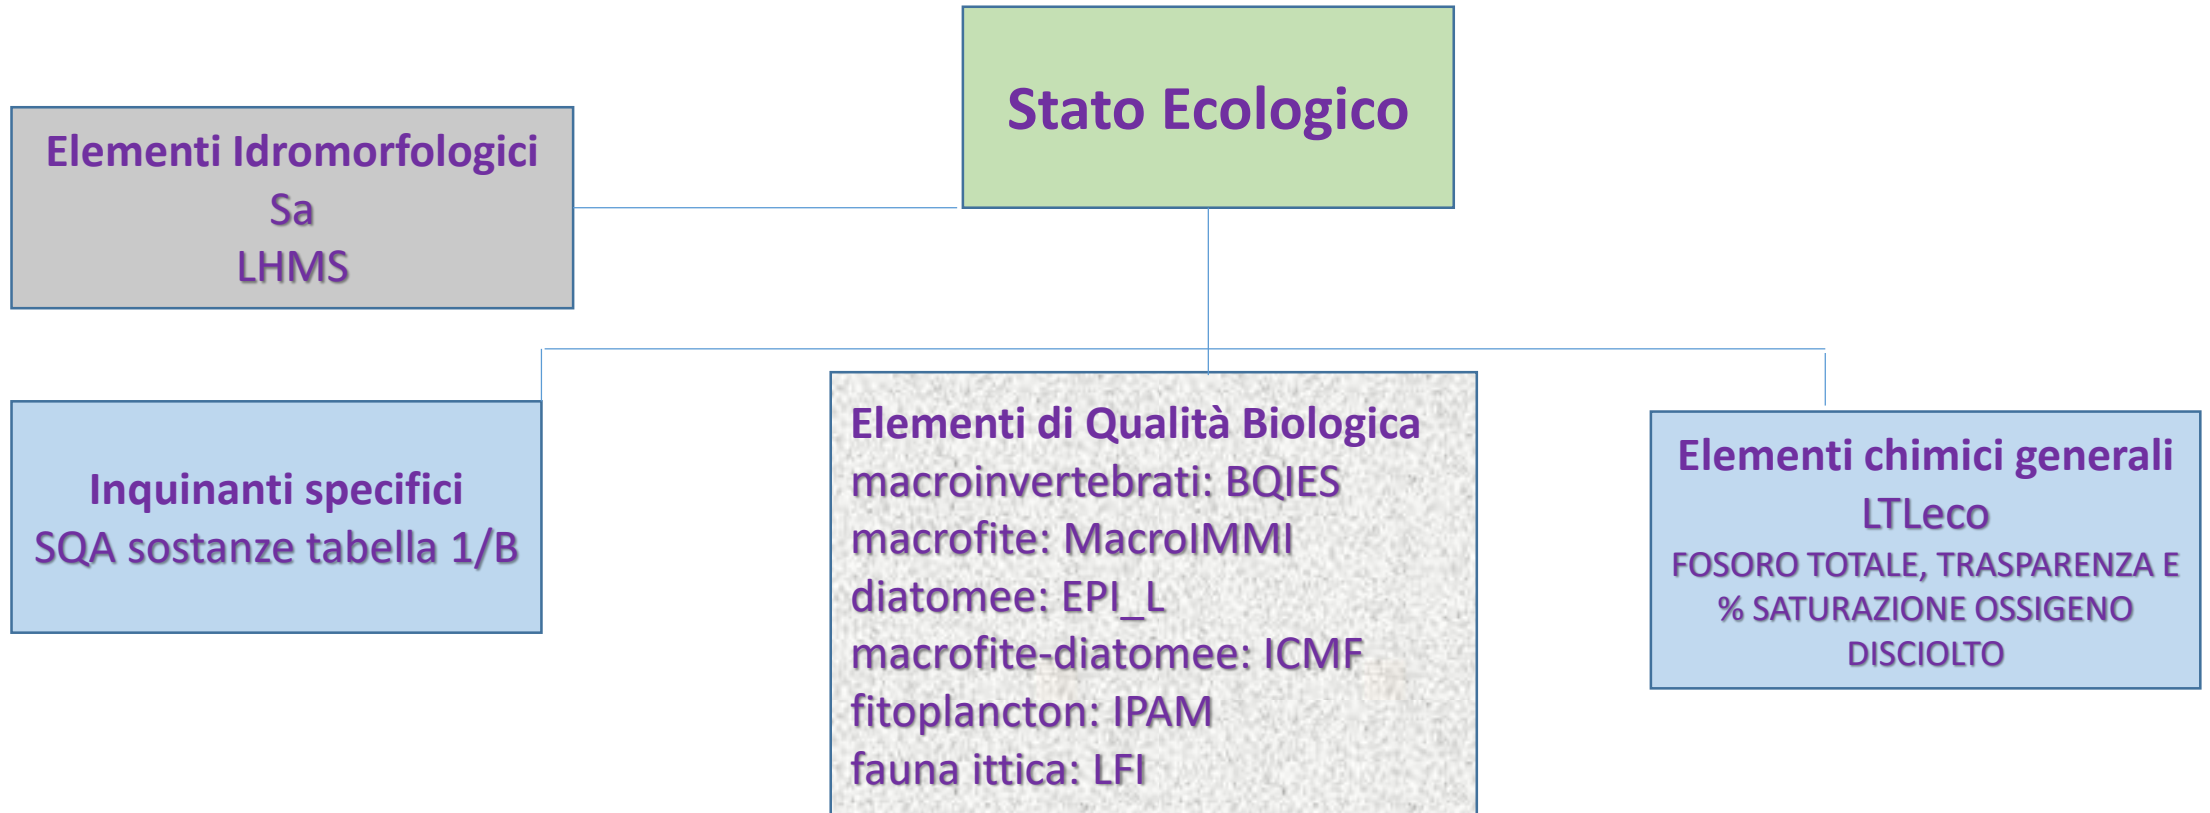 Stato Ecologico
Elementi Idromorfologici
Sa
LHMS
Inquinanti specifici
SQA sostanze tabella 1/B
Elementi di Qualità Biologica
macroinvertebrati: BQIES
macrofite: MacroIMMI
diatomee: EPI_L
macrofite-diatomee: ICMF
fitoplancton: IPAM
fauna ittica: LFI
Elementi chimici generali
LTLeco
FOSORO TOTALE, TRASPARENZA E
% SATURAZIONE OSSIGENO
DISCIOLTO